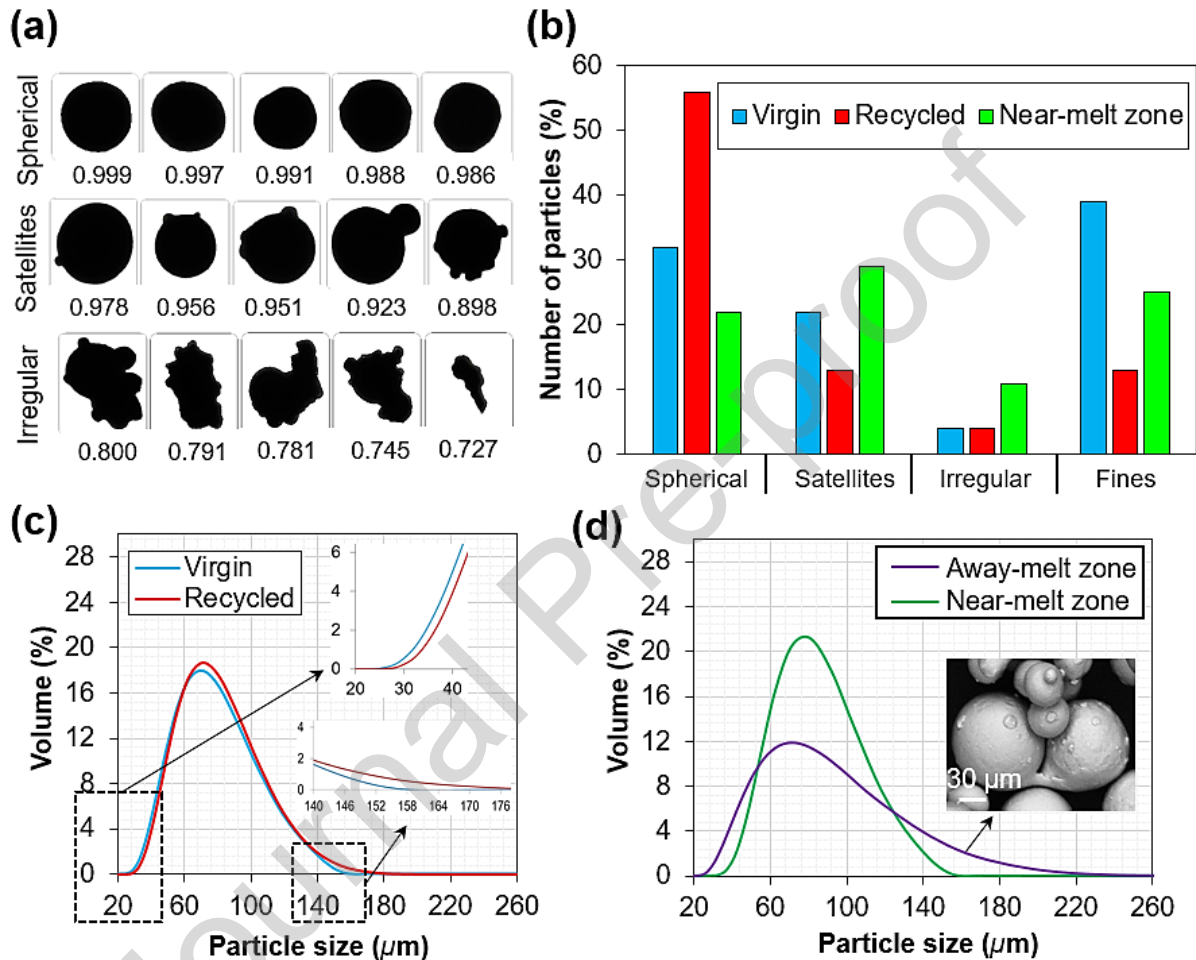 (a)
Spherical
0.999 0.997 0.991 0.988 0.986
Satellites
0.978 0.956 0.951 0.923 0.898
Irregular
0.800 0.791 0.781 0.745 0.727
(b)
Number of particles (%)
60
50
40
30
20
10
0
Virgin Recycled Near-melt zone
Spherical Satellites Irregular Fines
(c)
Volume (%)
28
24
20
16
12
8
4
0
Virgin
Recycled
6
4
2
0
20 30 40
4
2
0
140 146 152 158 164 170 176
20 60 100 140 180 220 260
Particle size (μm)
(d)
Volume (%)
28
24
20
16
12
8
4
0
Away-melt zone
Near-melt zone
30 μm
20 60 100 140 180 220 260
Particle size (μm)
Journal Pre-proof